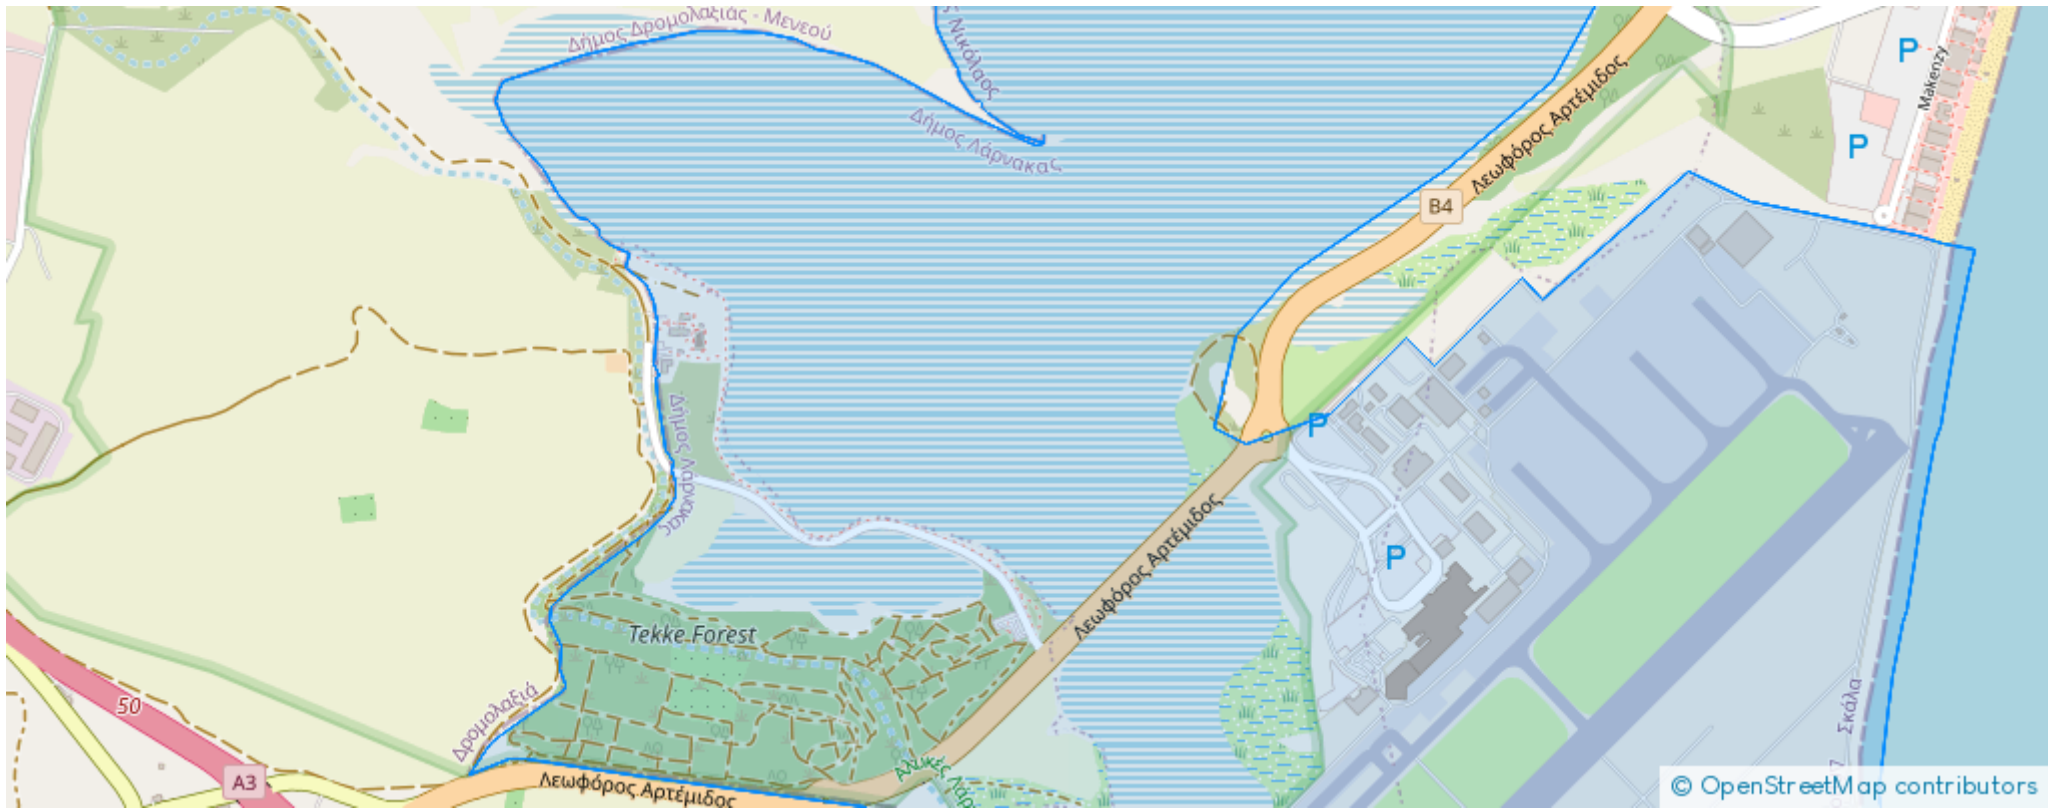 Δήμος Δρομολαξιάς - Μενεού
Νικόλαος
Δήμος Λάρνακας
Λεωφόρος Αρτέμιδος
B4
P
Makenzy
P
Δήμος Λάρνακας
P
Λεωφόρος Αρτέμιδος
P
Tekke Forest
50
Δρομολαξιά
A3
Λεωφόρος Αρτέμιδος
Αλυκές
Σκάλα
© OpenStreetMap contributors